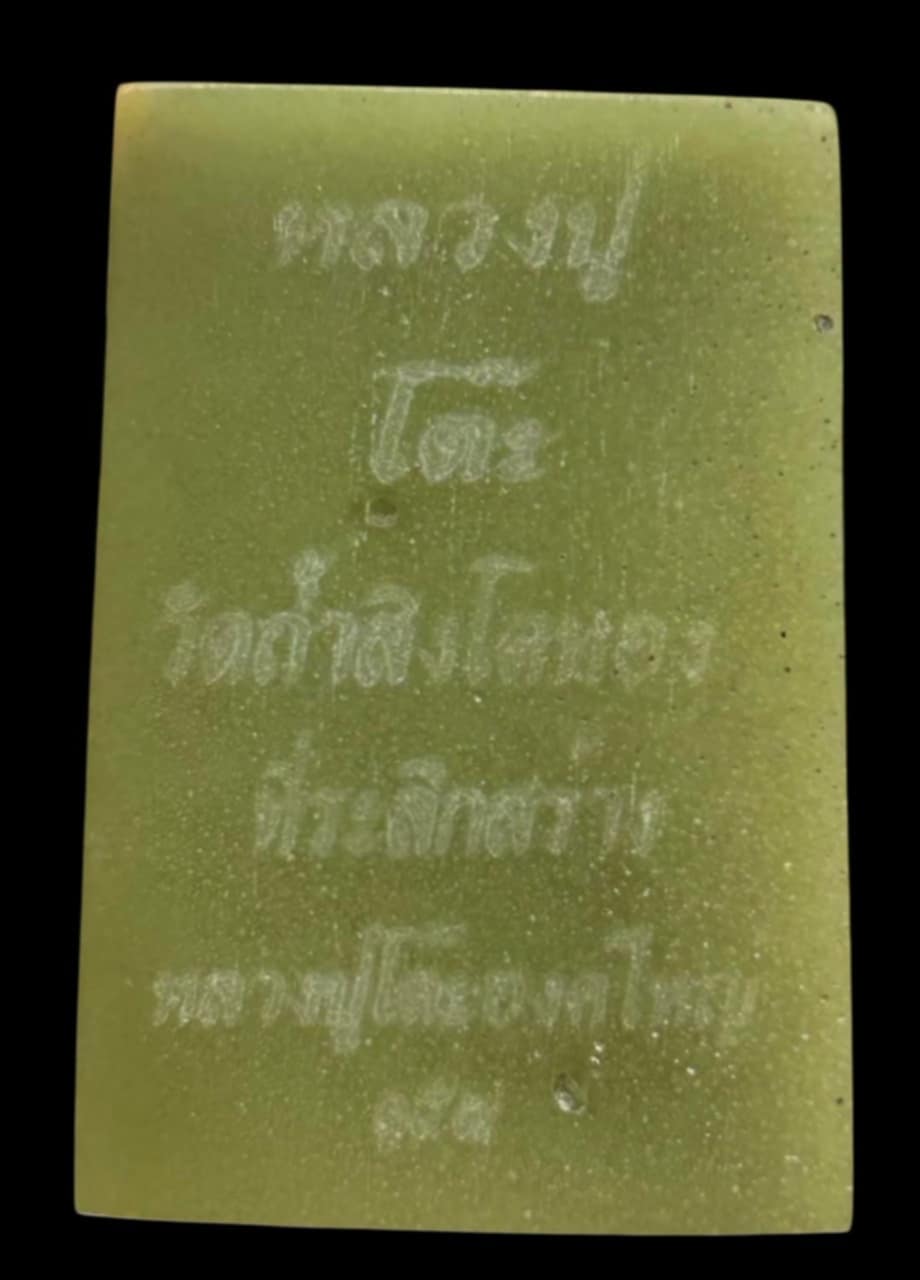 หลวงปู่
โต๊ะ
วัดถ้ำสิงโตทอง
ที่ระลึกสร้าง
หลวงปู่โต๊ะองค์ใหญ่